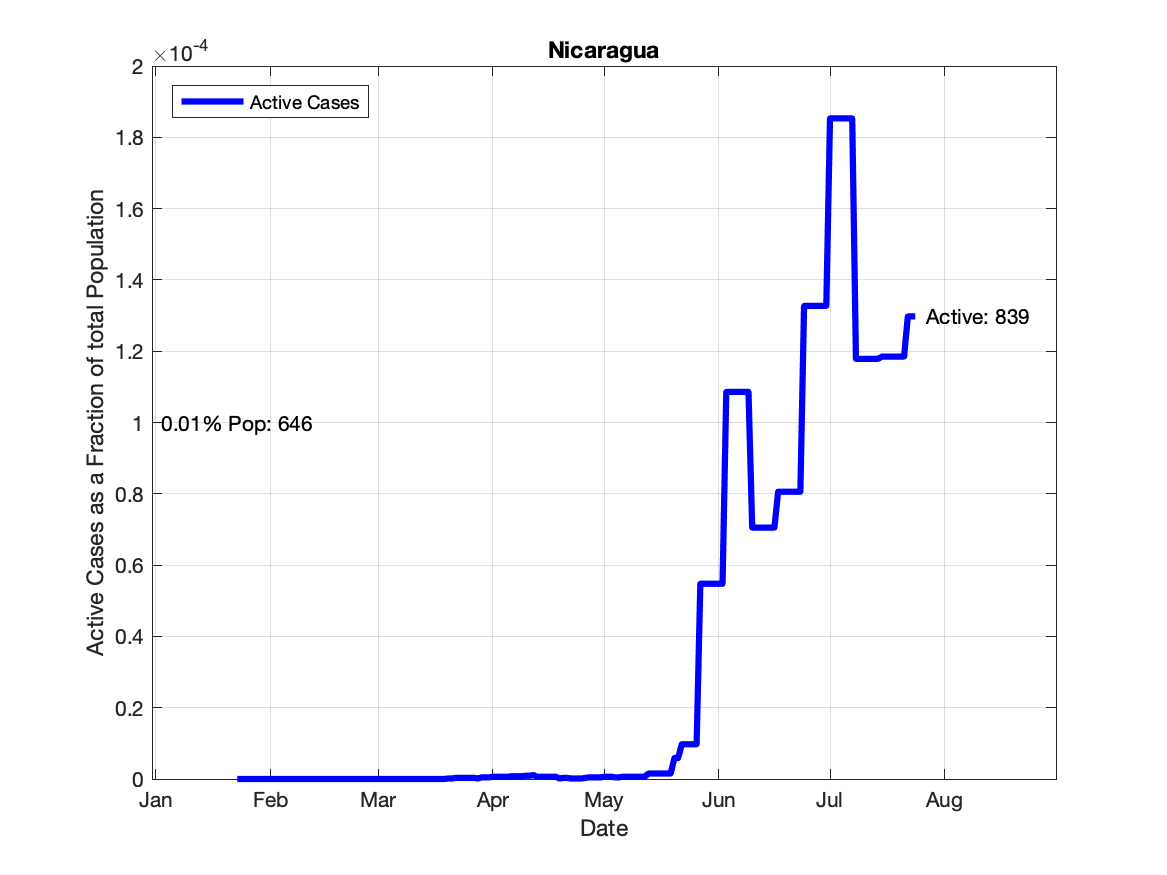 Nicaragua
×10-4
Active Cases
2
1.8
1.6
1.4
1.2
1
0.8
0.6
0.4
0.2
0
Active Cases as a Fraction of total Population
0.01% Pop: 646
Active: 839
Jan Feb Mar Apr May Jun Jul Aug
Date